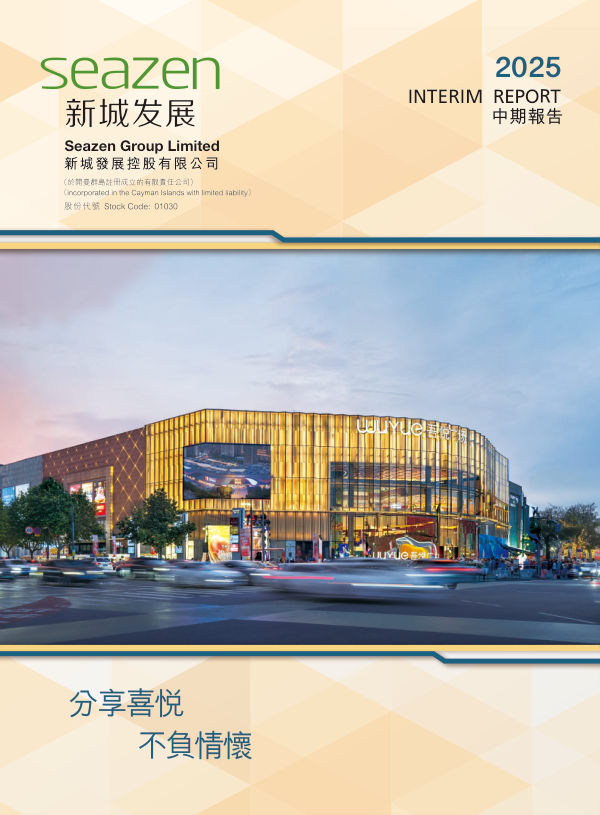 seazen
新城发展
Seazen Group Limited
新城發展控股有限公司
（於開曼群島註冊成立的有限責任公司）
(incorporated in the Cayman Islands with limited liability)
股份代號 Stock Code: 01030
2025
INTERIM REPORT
中期報告
WUYUE 吾悦广场
WUYUE 吾悦广
分享喜悦
不負情懷